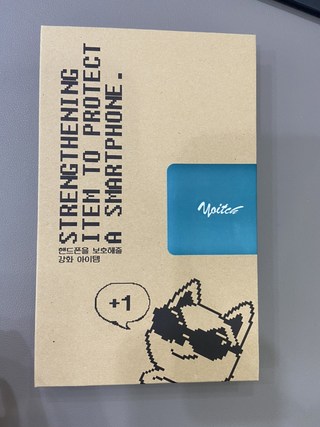 STRENGTHENING
ITEM TO PROTECT
A SMARTPHONE.
핸드폰을 보호해줄
강화 아이템
+1